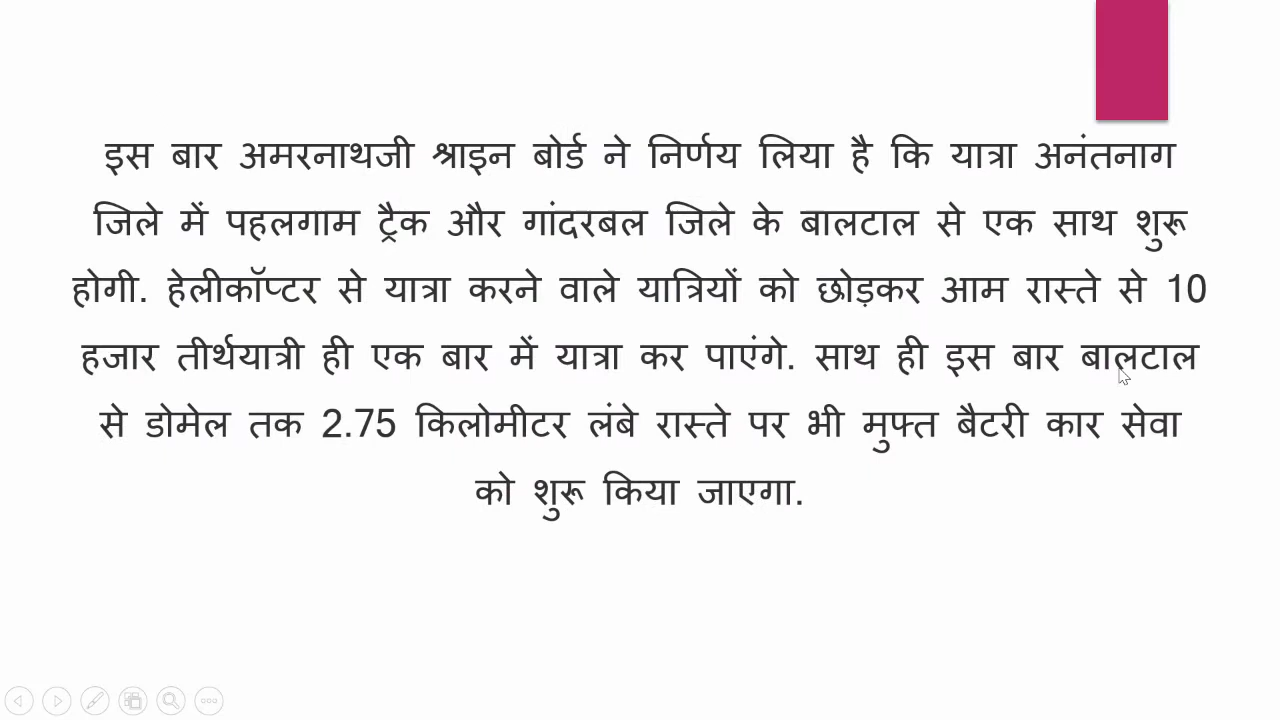 इस बार अमरनाथजी श्राइन बोर्ड ने निर्णय लिया है कि यात्रा अनंतनाग
जिले में पहलगाम ट्रैक और गांदरबल जिले के बालटाल से एक साथ शुरू
होगी. हेलीकॉप्टर से यात्रा करने वाले यात्रियों को छोड़कर आम रास्ते से 10
हजार तीर्थयात्री ही एक बार में यात्रा कर पाएंगे. साथ ही इस बार बालटाल
से डोमेल तक 2.75 किलोमीटर लंबे रास्ते पर भी मुफ्त बैटरी कार सेवा
को शुरू किया जाएगा.